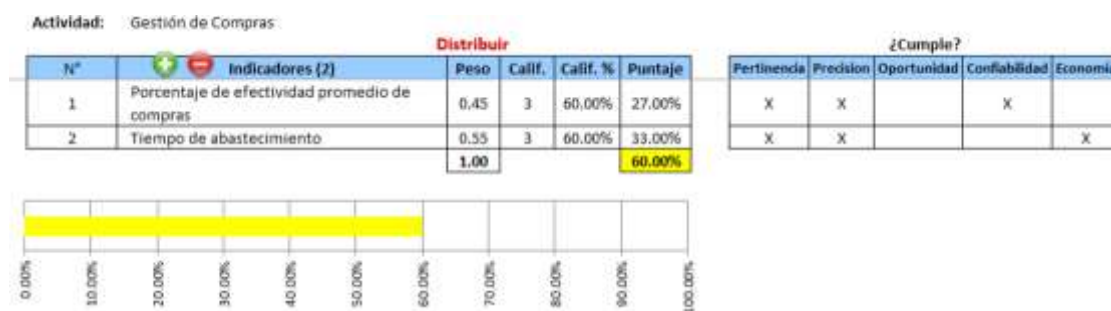 Actividad: Gestión de Compras
Distribuir
¿Cumple?
N° Indicadores (2) Peso Calif. Calif. % Puntaje Pertinencia Precision Oportunidad Confiabilidad Economia
1 Porcentaje de efectividad promedio de compras 0.45 3 60.00% 27.00% X X X
2 Tiempo de abastecimiento 0.55 3 60.00% 33.00% X X X
1.00 60.00%
0.00% 10.00% 20.00% 30.00% 40.00% 50.00% 60.00% 70.00% 80.00% 90.00% 100.00%